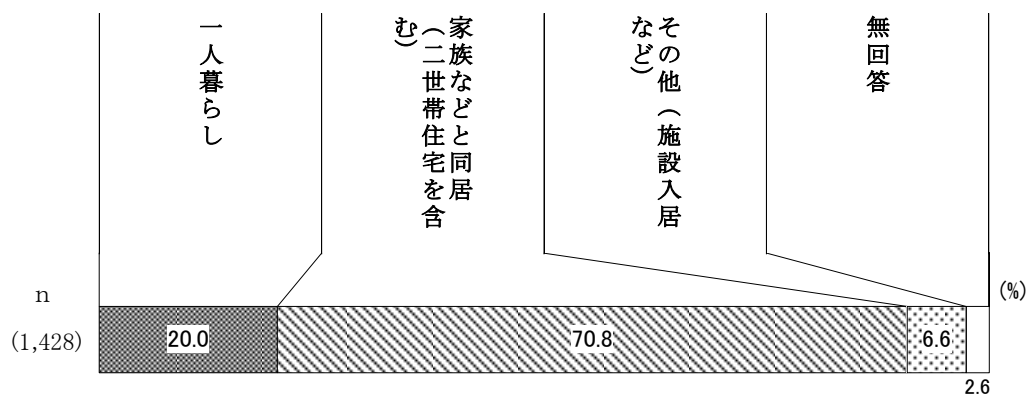 一人暮らし
家族などと同居
（二世帯住宅を含
む）
その他（施設入居
など）
無回答
(%)
n
(1,428)
20.0
70.8
6.6
2.6